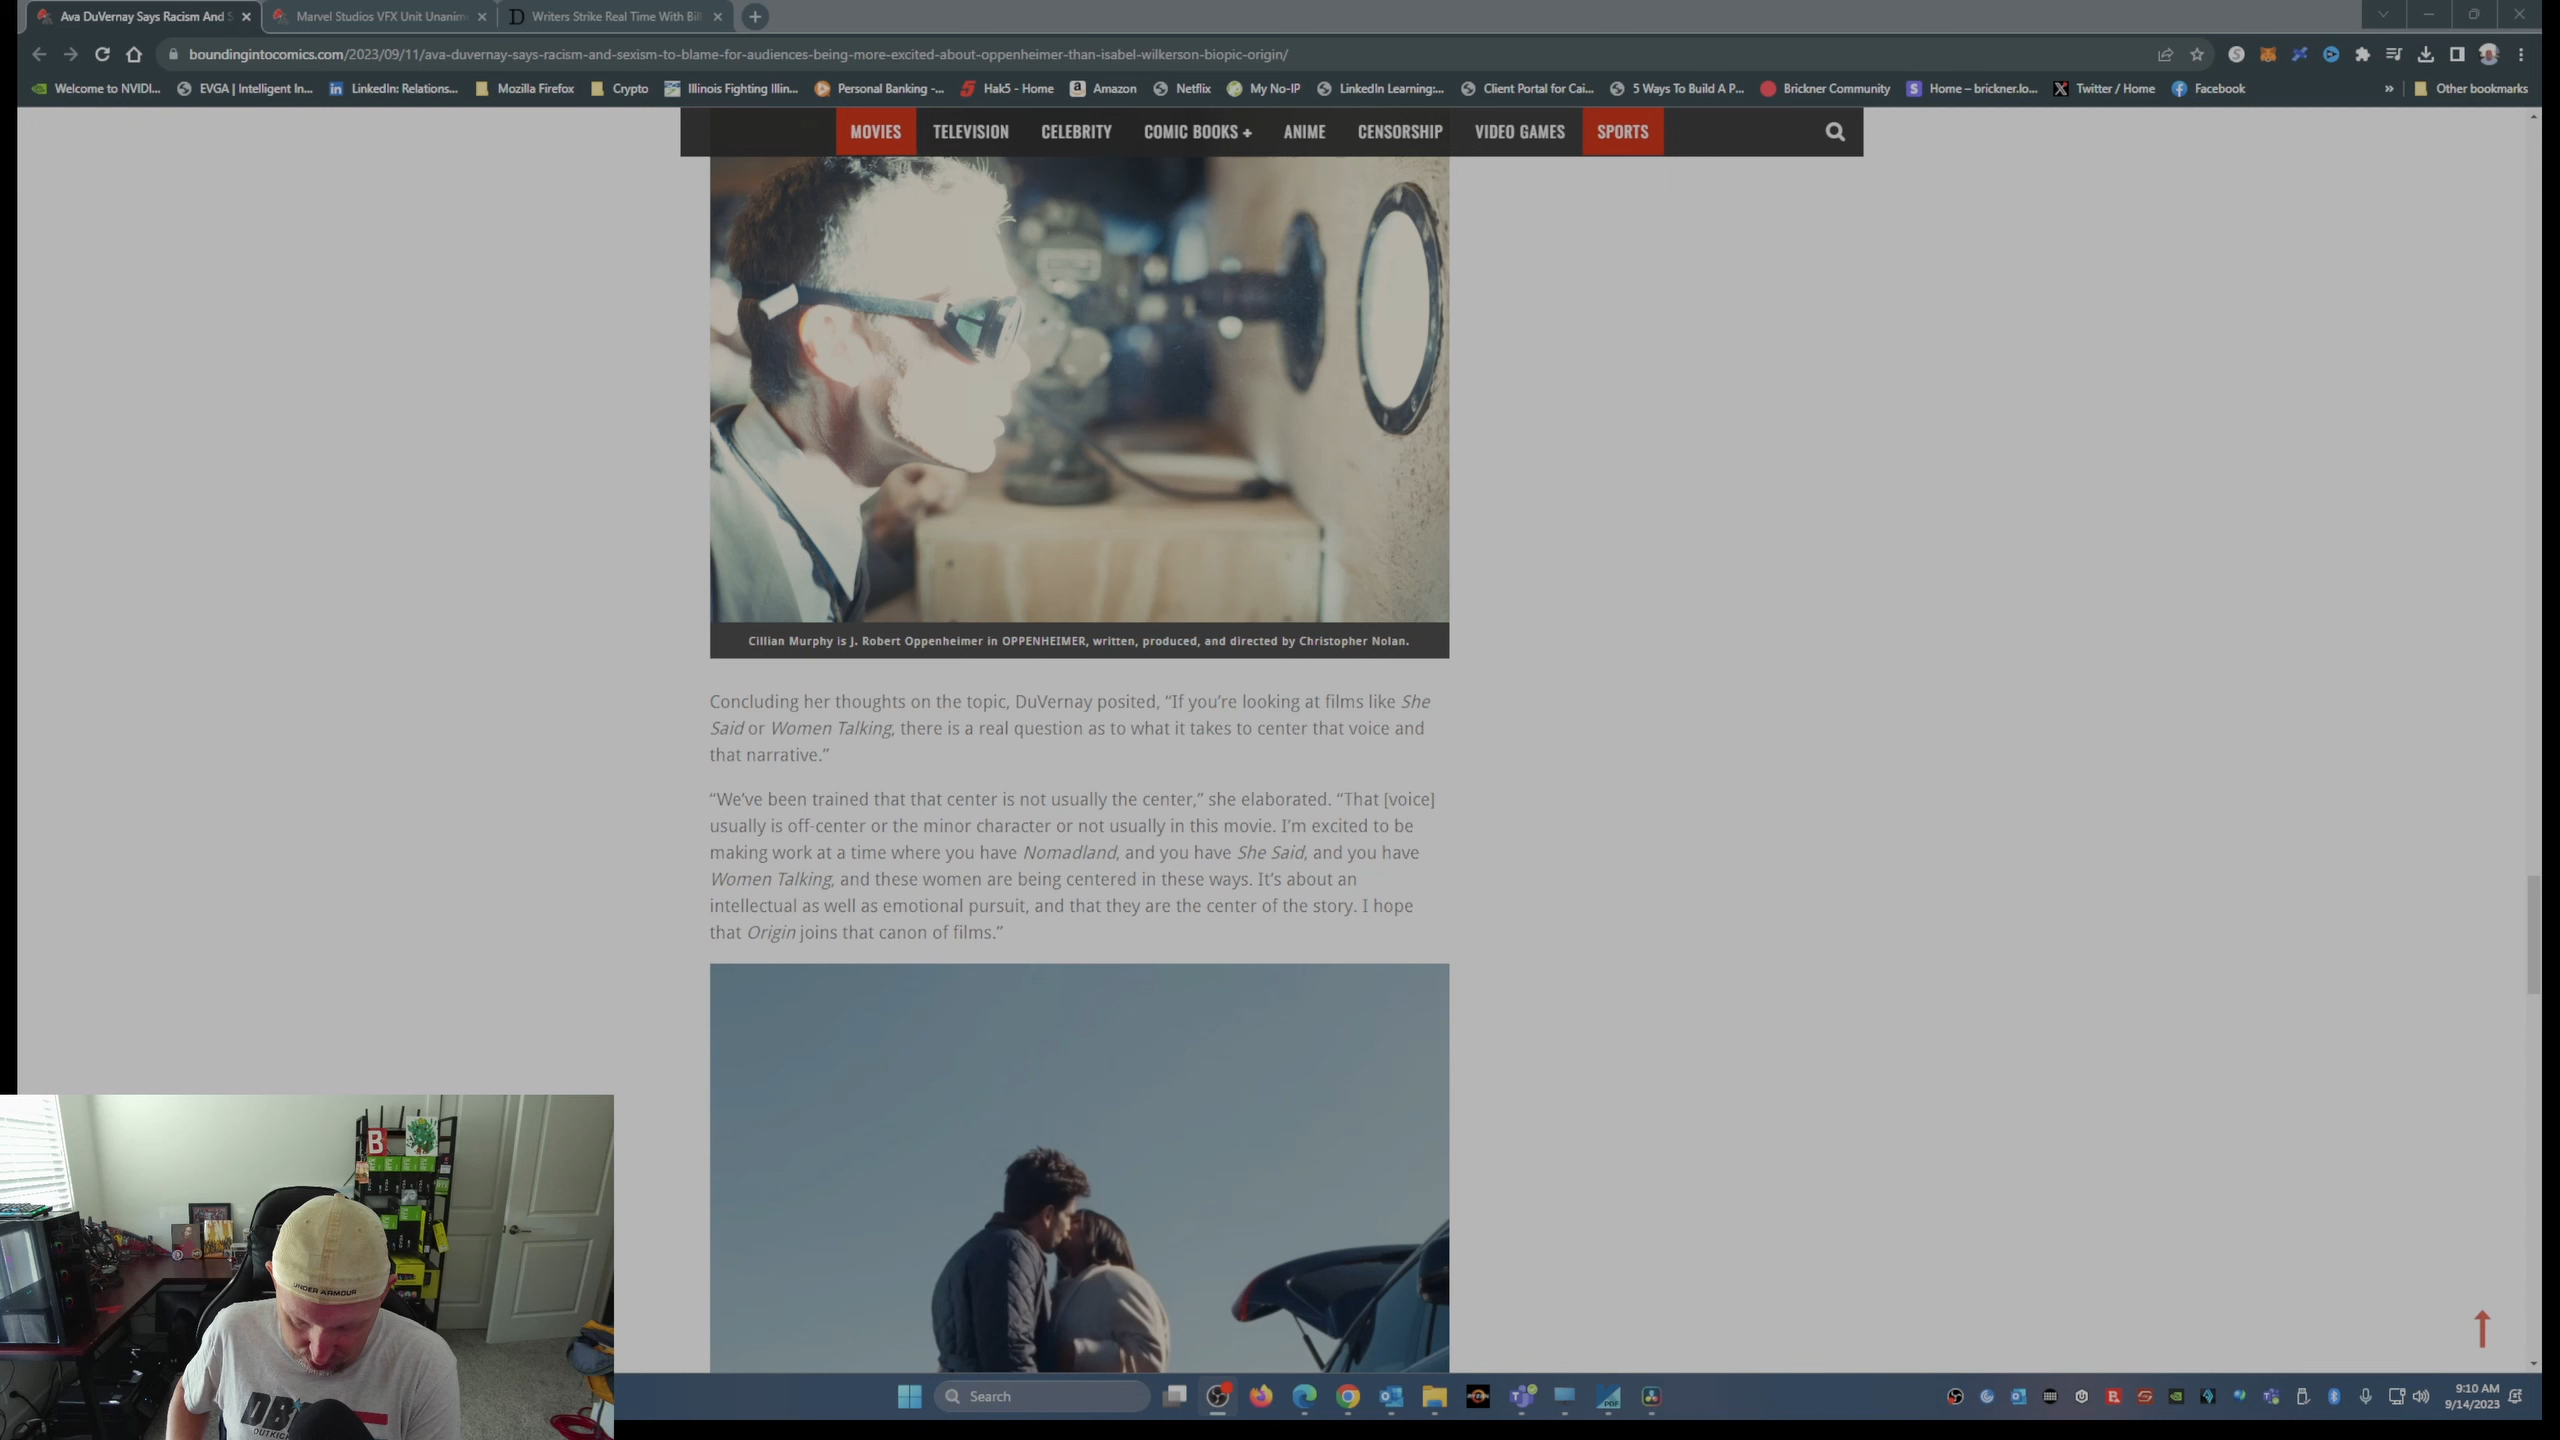 Ava DuVernay Says Racism And S
Marvel Studios VFX Unit Unanim
Writers Strike Real Time With Bil
boundingintocomics.com/2023/09/11/ava-duvernay-says-racism-and-sexism-to-blame-for-audiences-being-more-excited-about-oppenheimer-than-isabel-wilkerson-biopic-origin/
Welcome to NVIDI... EVGA | Intelligent In... LinkedIn: Relations... Mozilla Firefox Crypto Illinois Fighting Illin... Personal Banking -... Hak5 - Home Amazon Netflix My No-IP LinkedIn Learning:... Client Portal for Cai... 5 Ways To Build A P... Brickner Community Home – brickner.lo... Twitter / Home Facebook » Other bookmarks
MOVIES TELEVISION CELEBRITY COMIC BOOKS + ANIME CENSORSHIP VIDEO GAMES SPORTS
Cillian Murphy is J. Robert Oppenheimer in OPPENHEIMER, written, produced, and directed by Christopher Nolan.
Concluding her thoughts on the topic, DuVernay posited, “If you’re looking at films like She
Said or Women Talking, there is a real question as to what it takes to center that voice and
that narrative.”
“We’ve been trained that that center is not usually the center,” she elaborated. “That [voice]
usually is off-center or the minor character or not usually in this movie. I’m excited to be
making work at a time where you have Nomadland, and you have She Said, and you have
Women Talking, and these women are being centered in these ways. It’s about an
intellectual as well as emotional pursuit, and that they are the center of the story. I hope
that Origin joins that canon of films.”
B
UNDER ARMOUR
DB
OUTKICK
Search
9:10 AM
9/14/2023